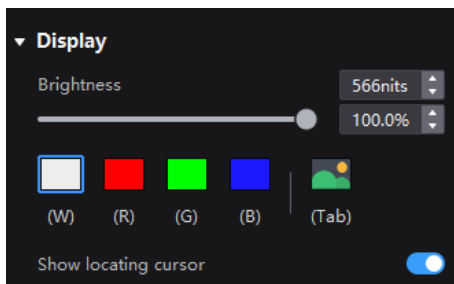 Display
Brightness
566nits
100.0%
(W) (R) (G) (B) (Tab)
Show locating cursor